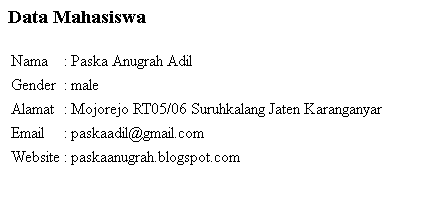 Data Mahasiswa
Nama : Paska Anugrah Adil
Gender : male
Alamat : Mojorejo RT05/06 Suruhkalang Jaten Karanganyar
Email : paskaadil@gmail.com
Website : paskaanugrah.blogspot.com